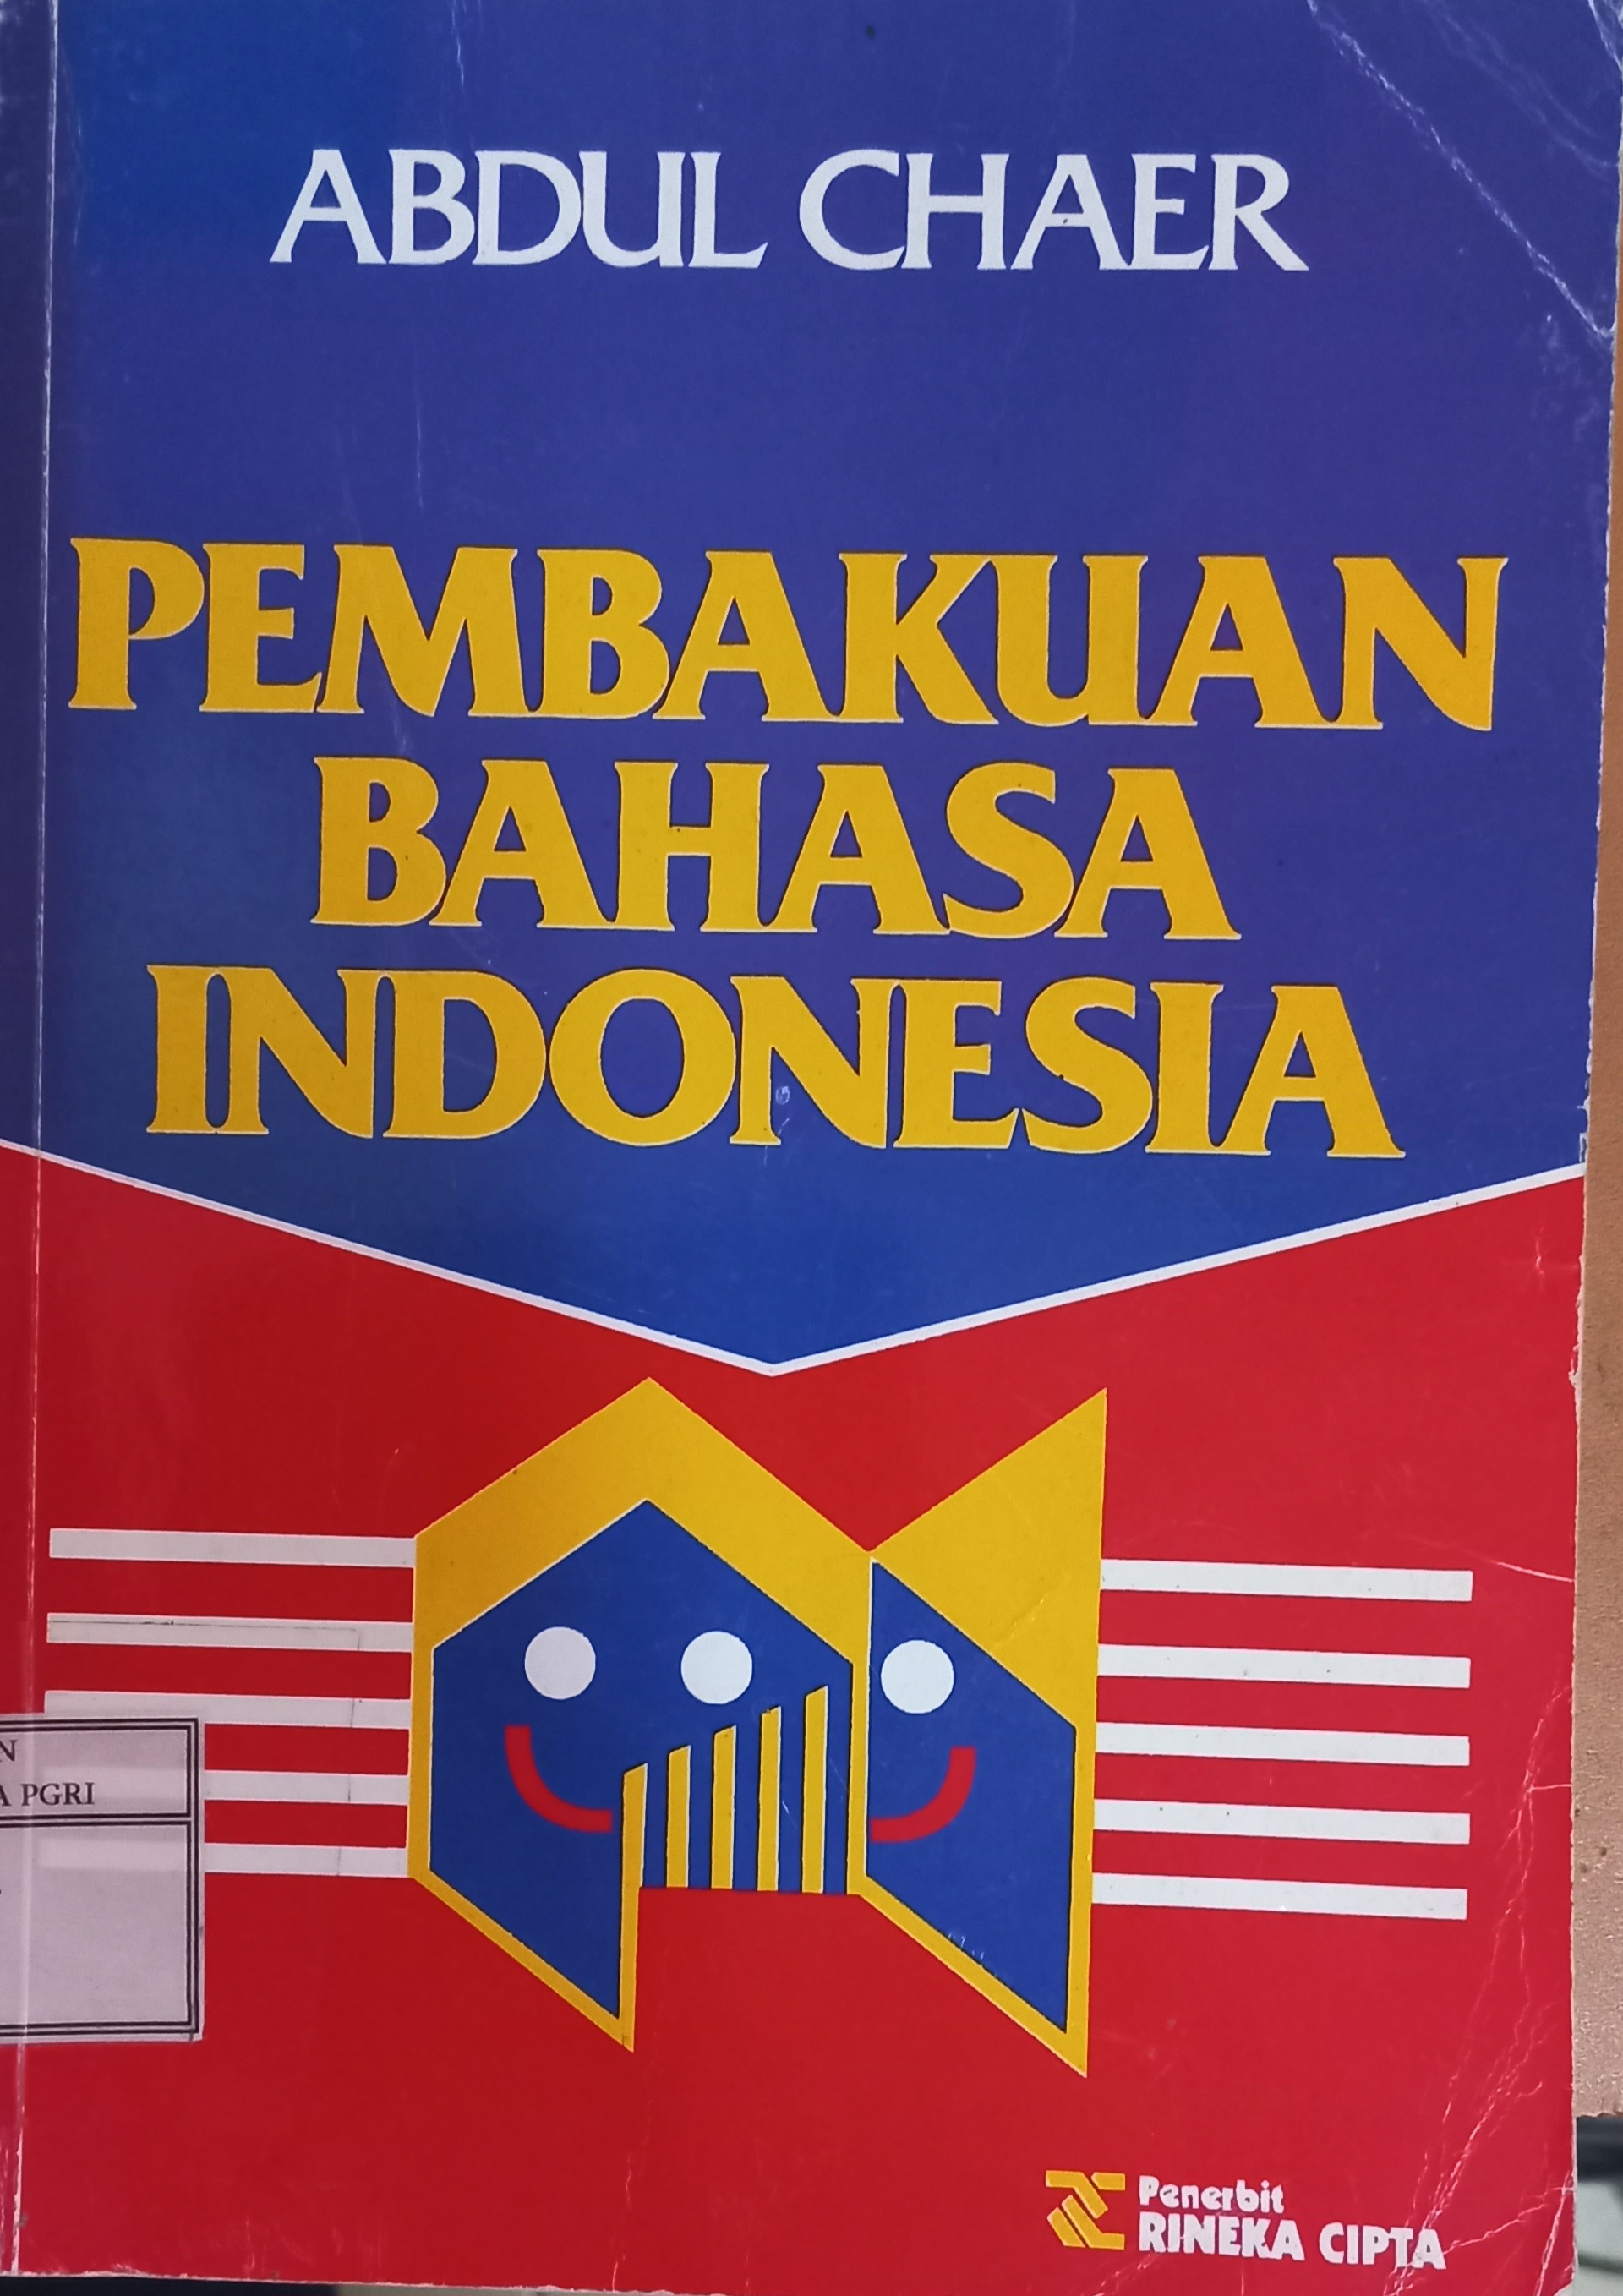 ABDUL CHAER
PEMBAKUAN
BAHASA
INDONESIA
PGRI
Penerbit
RINEKA CIPTA